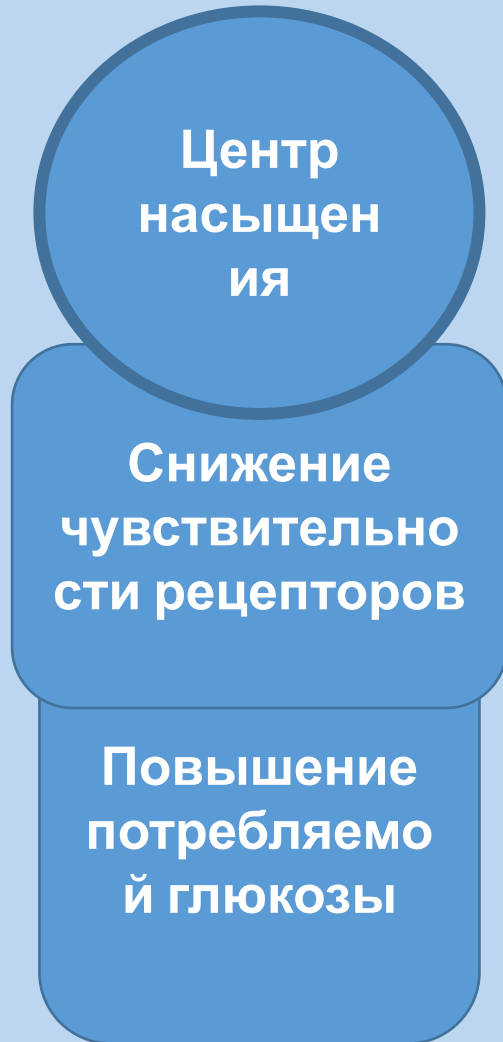 Центр
насыщен
ия
Снижение
чувствительно
сти рецепторов
Повышение
потребляемо
й глюкозы